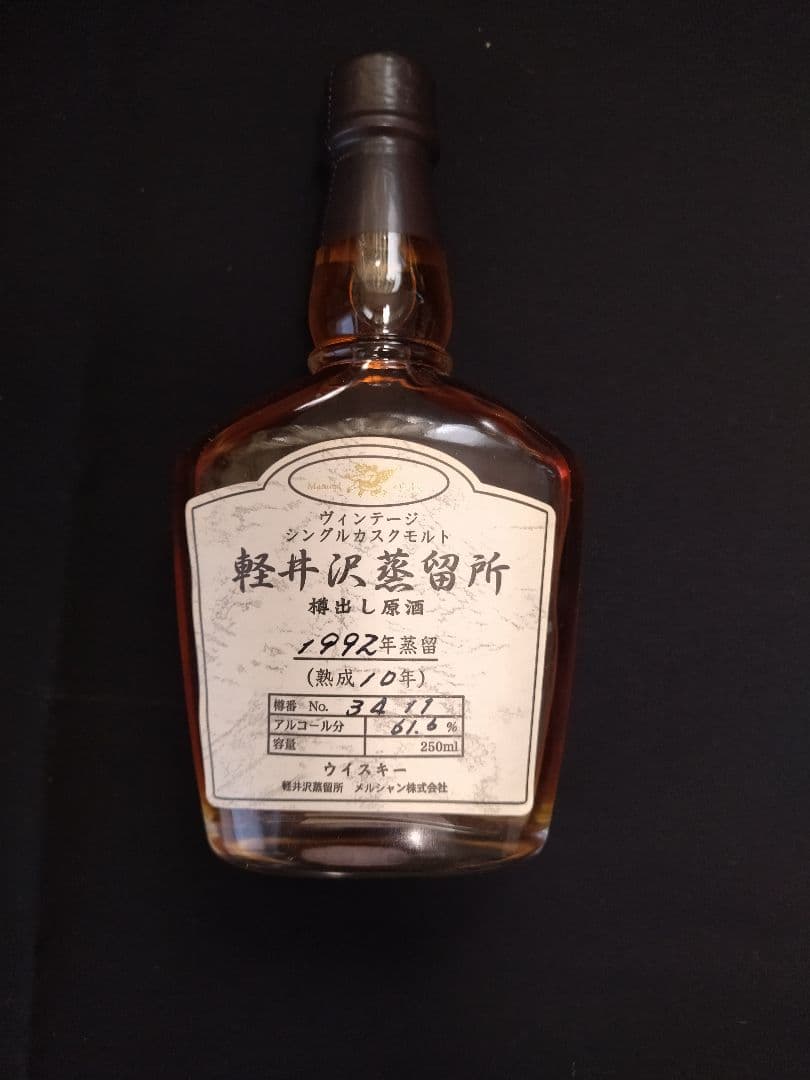 ヴィンテージ
シングルカスクモルト
軽井沢蒸留所
樽出し原酒
1992年蒸留
(熟成10年)
樽番 No. 3411
アルコール分 61.6%
容量 250ml
ウイスキー
軽井沢蒸留所 メルシャン株式会社